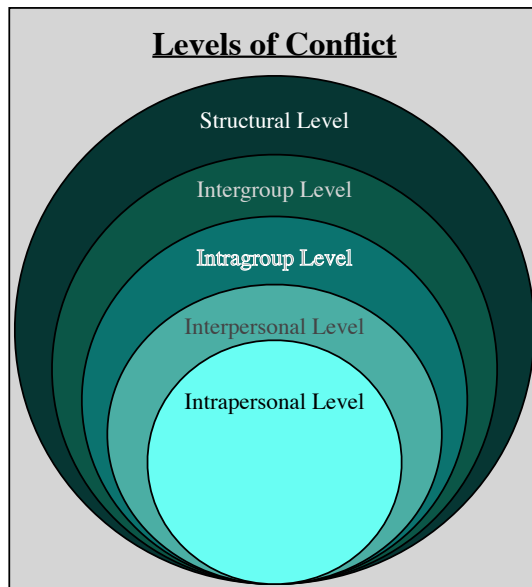 Levels of Conflict
Structural Level
Intergroup Level
Intragroup Level
Interpersonal Level
Intrapersonal Level